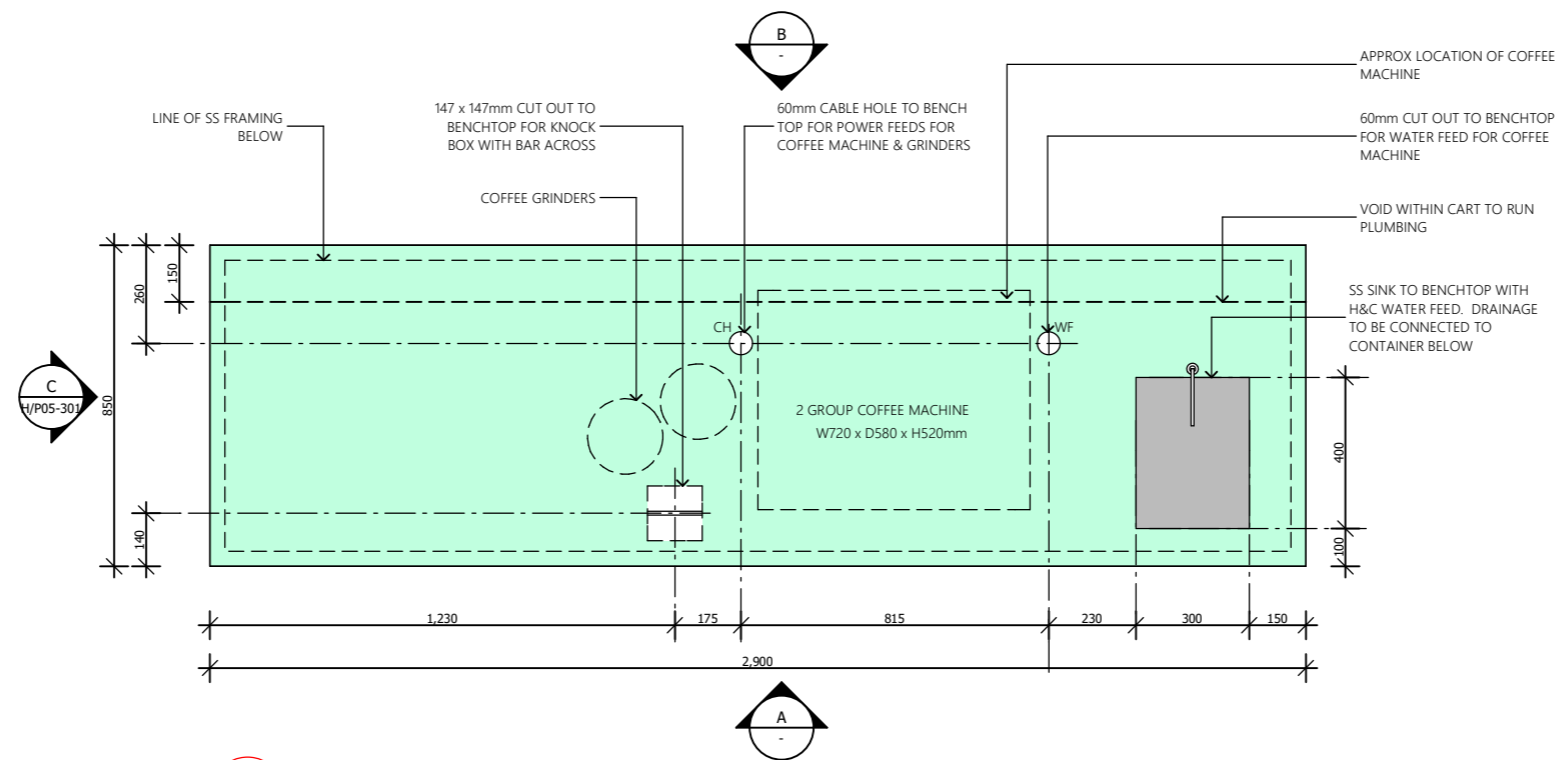 B
-
APPROX LOCATION OF COFFEE
MACHINE
LINE OF SS FRAMING
BELOW
147 x 147mm CUT OUT TO
BENCHTOP FOR KNOCK
BOX WITH BAR ACROSS
60mm CABLE HOLE TO BENCH
TOP FOR POWER FEEDS FOR
COFFEE MACHINE & GRINDERS
60mm CUT OUT TO BENCHTOP
FOR WATER FEED FOR COFFEE
MACHINE
COFFEE GRINDERS
VOID WITHIN CART TO RUN
PLUMBING
SS SINK TO BENCHTOP WITH
H&C WATER FEED. DRAINAGE
TO BE CONNECTED TO
CONTAINER BELOW
150
260
850
140
CH
WF
C
H/P05-301
2 GROUP COFFEE MACHINE
W720 x D580 x H520mm
400
100
1,230
175
815
230
300
150
2,900
A
-